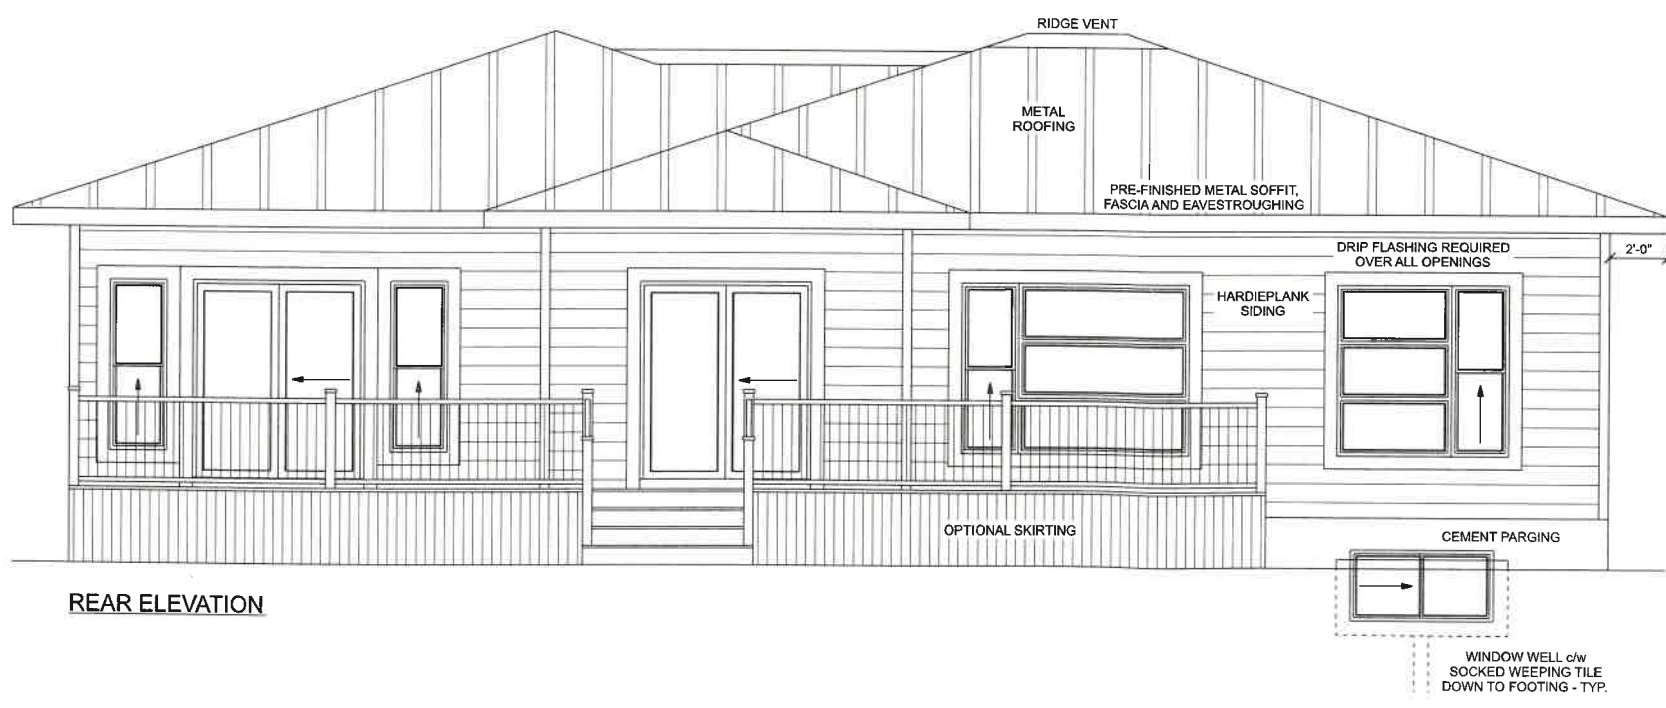 RIDGE VENT
METAL
ROOFING
PRE-FINISHED METAL SOFFIT,
FASCIA AND EAVESTROUGHING
DRIP FLASHING REQUIRED
OVER ALL OPENINGS
2'-0"
HARDIEPLANK
SIDING
OPTIONAL SKIRTING
CEMENT PARGING
REAR ELEVATION
WINDOW WELL c/w
SOCKED WEEPING TILE
DOWN TO FOOTING - TYP.